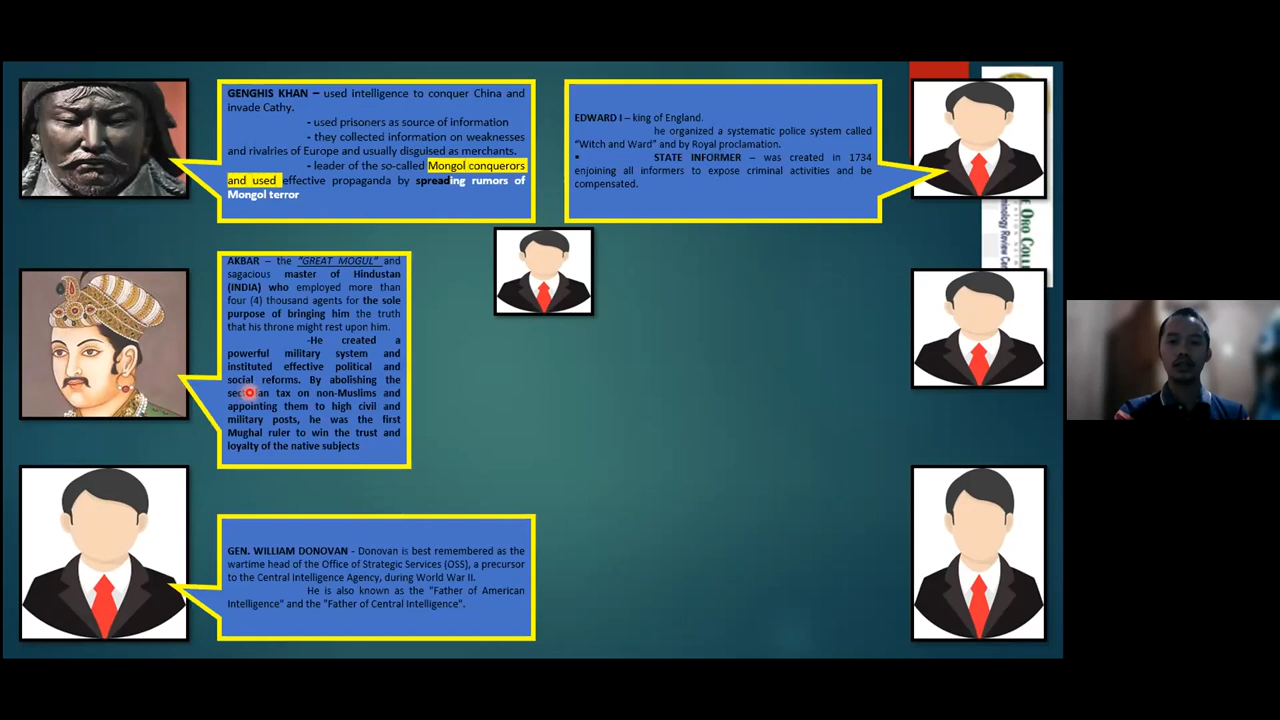 GENGHIS KHAN – used intelligence to conquer China and
invade Cathy.
- used prisoners as source of information
- they collected information on weaknesses
and rivalries of Europe and usually disguised as merchants.
- leader of the so-called Mongol conquerors
and used effective propaganda by spreading rumors of
Mongol terror
EDWARD I – king of England.
he organized a systematic police system called
“Witch and Ward” and by Royal proclamation.
▪ STATE INFORMER – was created in 1734
enjoining all informers to expose criminal activities and be
compensated.
AKBAR – the “GREAT MOGUL” and
sagacious master of Hindustan
(INDIA) who employed more than
four (4) thousand agents for the sole
purpose of bringing him the truth
that his throne might rest upon him.
-He created a
powerful military system and
instituted effective political and
social reforms. By abolishing the
tax on non-Muslims and
appointing them to high civil and
military posts, he was the first
Mughal ruler to win the trust and
loyalty of the native subjects
GEN. WILLIAM DONOVAN - Donovan is best remembered as the
wartime head of the Office of Strategic Services (OSS), a precursor
to the Central Intelligence Agency, during World War II.
He is also known as the "Father of American
Intelligence" and the "Father of Central Intelligence".